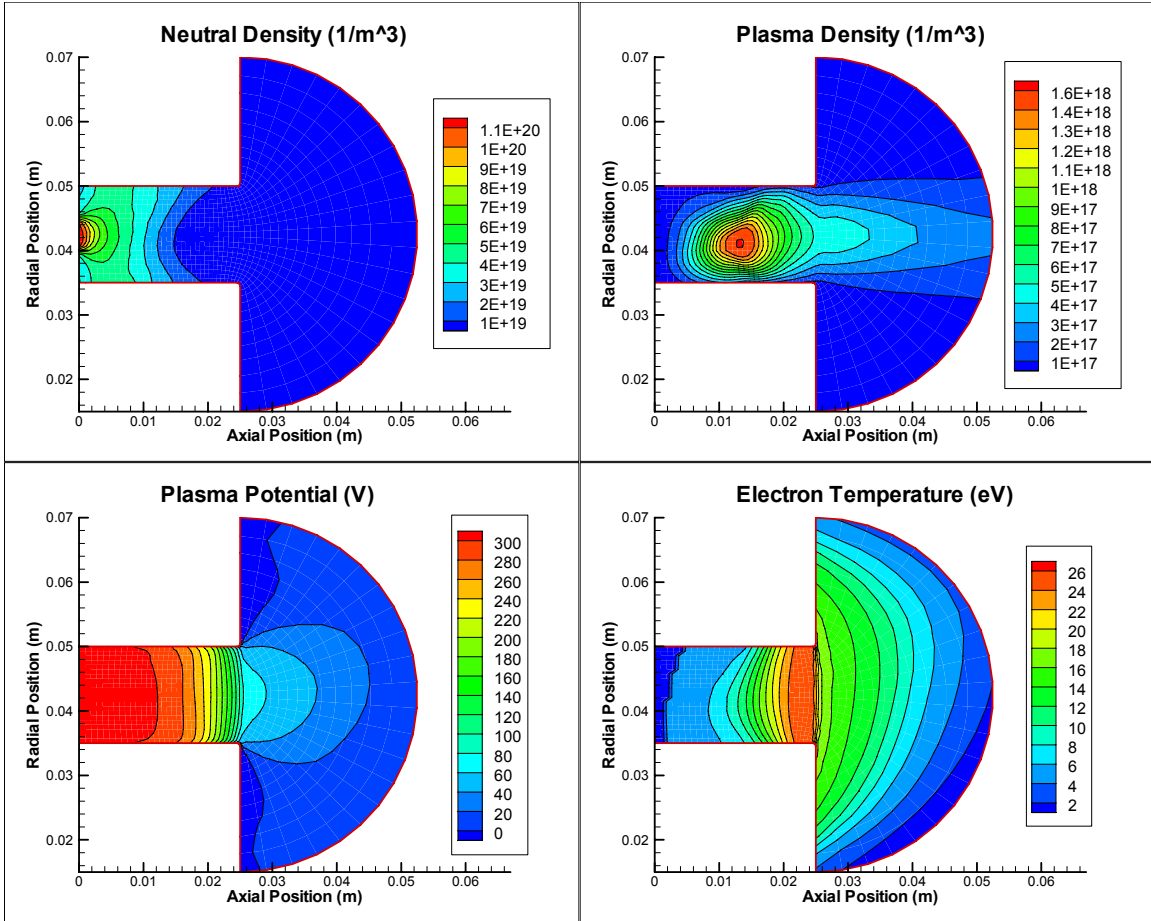 Neutral Density (1/m^3)
0.07
0.06
0.05
0.04
0.03
0.02
Radial Position (m)
0
0.01
0.02
0.03
0.04
0.05
0.06
Axial Position (m)
1.1E+20
1E+20
9E+19
8E+19
7E+19
6E+19
5E+19
4E+19
3E+19
2E+19
1E+19
Plasma Density (1/m^3)
0.07
0.06
0.05
0.04
0.03
0.02
Radial Position (m)
0
0.01
0.02
0.03
0.04
0.05
0.06
Axial Position (m)
1.6E+18
1.4E+18
1.3E+18
1.2E+18
1.1E+18
1E+18
9E+17
8E+17
7E+17
6E+17
5E+17
4E+17
3E+17
2E+17
1E+17
Plasma Potential (V)
0.07
0.06
0.05
0.04
0.03
0.02
Radial Position (m)
0
0.01
0.02
0.03
0.04
0.05
0.06
Axial Position (m)
300
280
260
240
220
200
180
160
140
120
100
80
60
40
20
0
Electron Temperature (eV)
0.07
0.06
0.05
0.04
0.03
0.02
Radial Position (m)
0
0.01
0.02
0.03
0.04
0.05
0.06
Axial Position (m)
26
24
22
20
18
16
14
12
10
8
6
4
2